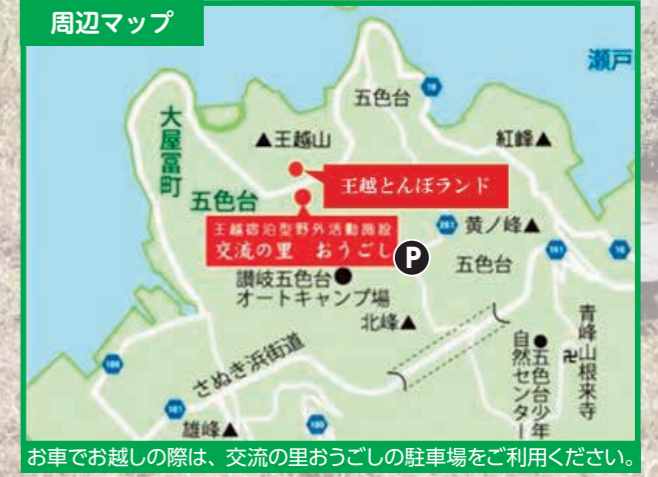 周辺マップ
瀬戸
五色台
16
大屋冨町
▲王越山
紅峰▲
王越とんぼランド
五色台
王越宿泊型野外活動施設
交流の里 おうごし
P
黄ノ峰▲
161
16
讃岐五色台●
オートキャンプ場
五色台
北峰▲
さぬき浜街道
●五色台少年
自然センター
青峰山根来寺
卍
161
雄峰▲
お車でお越しの際は、交流の里おうごしの駐車場をご利用ください。